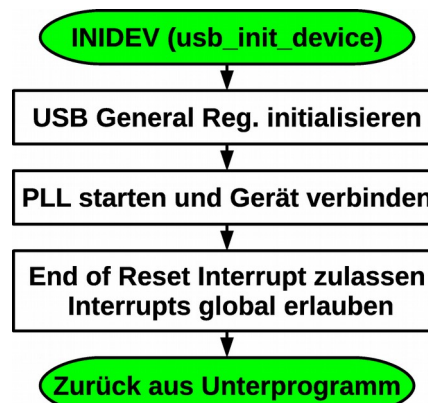 INIDEV (usb_init_device)
USB General Reg. initialisieren
PLL starten und Gerät verbinden
End of Reset Interrupt zulassen
Interrupts global erlauben
Zurück aus Unterprogramm